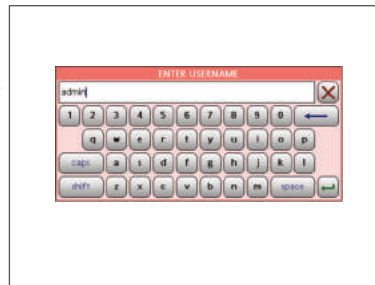 ENTER USERNAME
admin
1 2 3 4 5 6 7 8 9 0
q w e r t y u i o p
caps a s d f g h j k l
shift z x c v b n m space